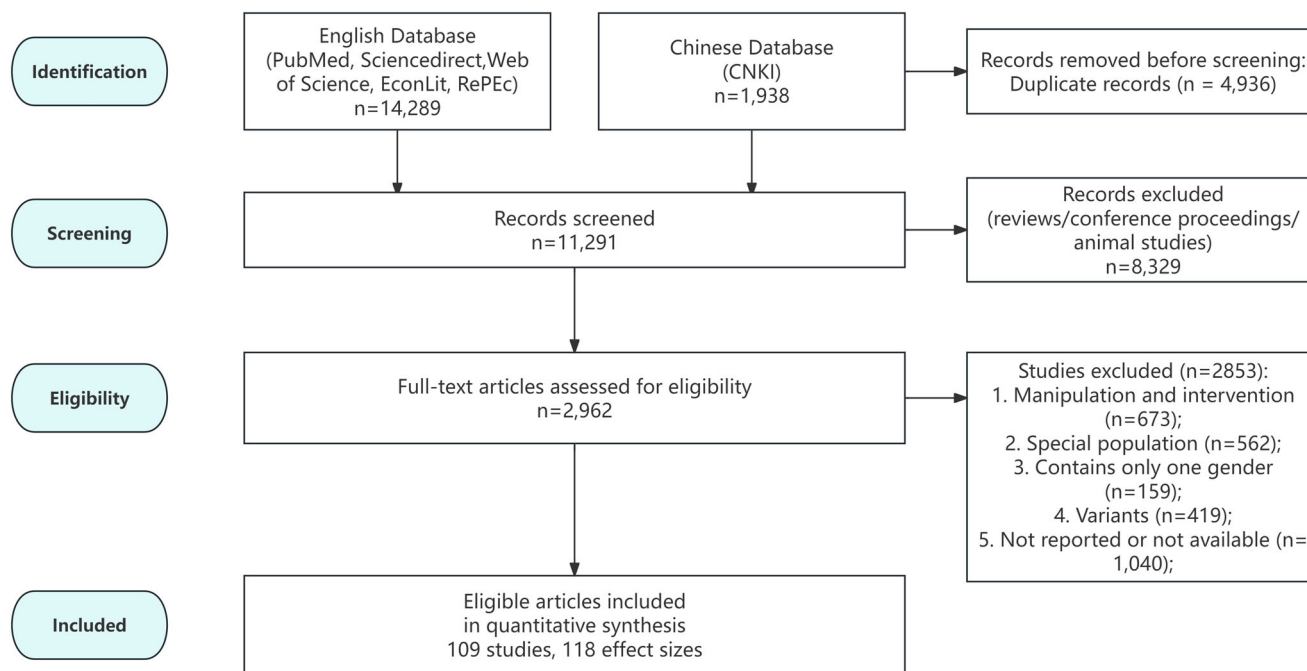 Identification
English Database
(PubMed, Sciencedirect,Web
of Science, EconLit, RePEc)
n=14,289
Chinese Database
(CNKI)
n=1,938
Records removed before screening:
Duplicate records (n = 4,936)
Screening
Records screened
n=11,291
Records excluded
(reviews/conference proceedings/
animal studies)
n=8,329
Eligibility
Full-text articles assessed for eligibility
n=2,962
Studies excluded (n=2853):
1. Manipulation and intervention
(n=673);
2. Special population (n=562);
3. Contains only one gender
(n=159);
4. Variants (n=419);
5. Not reported or not available (n=
1,040);
Included
Eligible articles included
in quantitative synthesis
109 studies, 118 effect sizes